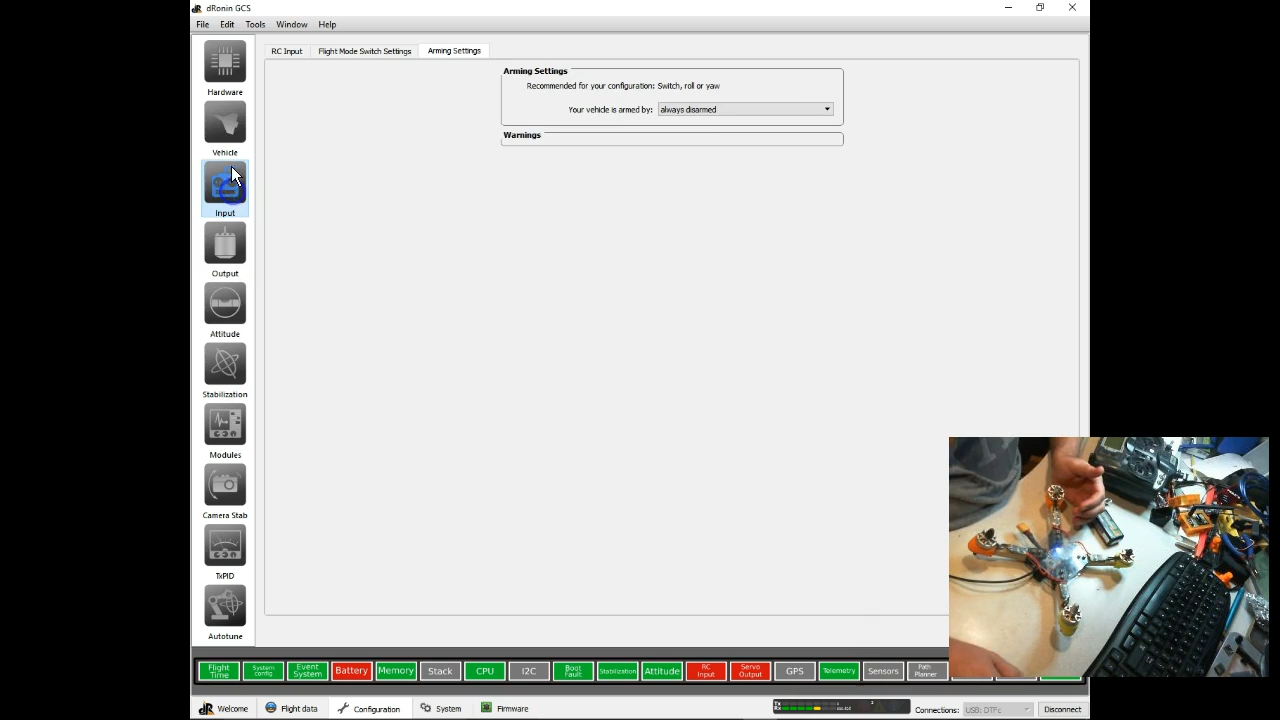 dRonin GCS
File Edit Tools Window Help
Hardware
Vehicle
Input
Output
Attitude
Stabilization
Modules
Camera Stab
TxPID
Autotune
RC Input Flight Mode Switch Settings Arming Settings
Arming Settings
Recommended for your configuration: Switch, roll or yaw
Your vehicle is armed by: always disarmed
Warnings
Flight Time System config Event System Battery Memory Stack CPU I2C Boot Fault Stabilization Attitude RC Input Servo Output GPS Telemetry Sensors Path Planner
Welcome Flight data Configuration System Firmware Tx Rx Connections: USB: DTFc Disconnect